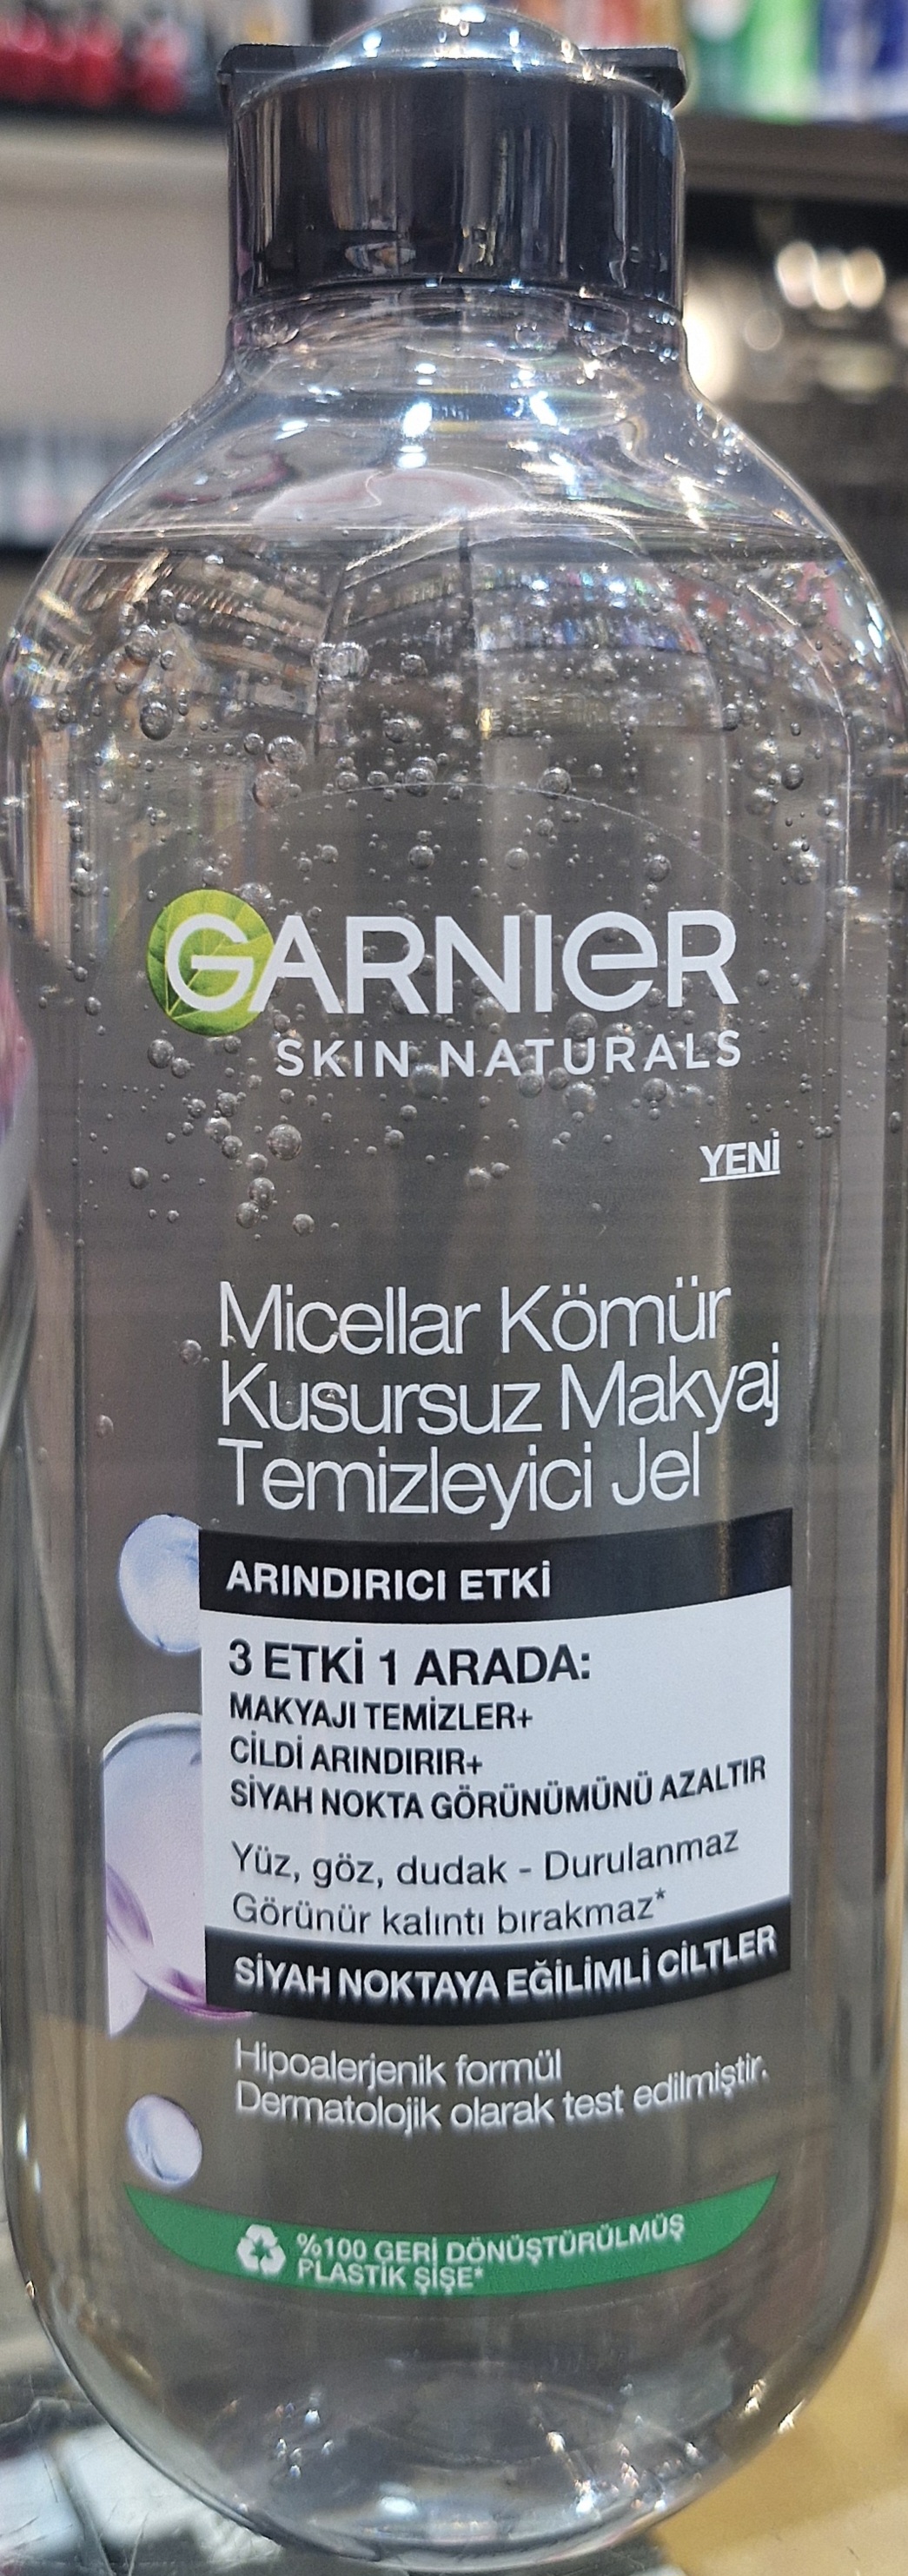 GARNIER
SKIN NATURALS
YENİ
Micellar Kömür
Kusursuz Makyaj
Temizleyici Jel
ARINDIRICI ETKİ
3 ETKİ 1 ARADA:
MAKYAJI TEMİZLER+
CİLDİ ARINDIRIR+
SİYAH NOKTA GÖRÜNÜMÜNÜ AZALTIR
Yüz, göz, dudak - Durulanmaz
Görünür kalıntı bırakmaz*
SİYAH NOKTAYA EĞİLİMLİ CİLTLER
Hipoalerjenik formül
Dermatolojik olarak test edilmiştir.
%100 GERİ DÖNÜŞTÜRÜLMÜŞ
PLASTİK ŞİŞE*